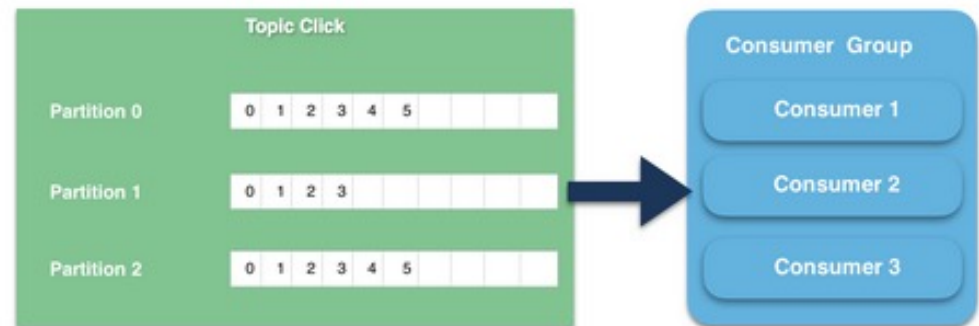 Topic Click
Partition 0
0 1 2 3 4 5
Partition 1
0 1 2 3
Partition 2
0 1 2 3 4 5
Consumer Group
Consumer 1
Consumer 2
Consumer 3